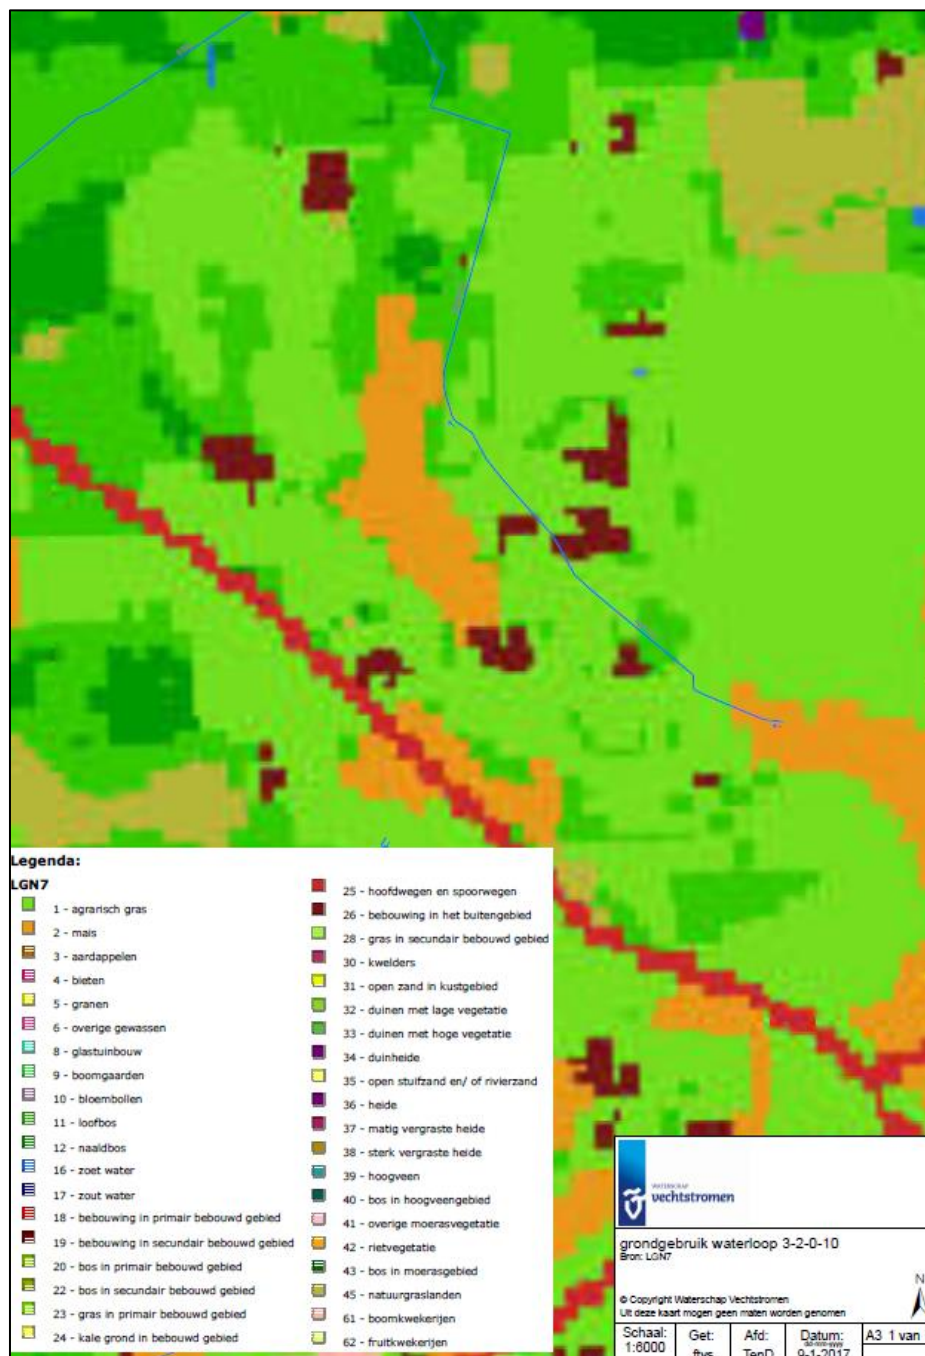 Legenda:
LGN7
1 - agrarisch gras
2 - mais
3 - aardappelen
4 - bieten
5 - granen
6 - overige gewassen
8 - glastuinbouw
9 - boomgaarden
10 - bloembollen
11 - loofbos
12 - naaldbos
16 - zoet water
17 - zout water
18 - bebouwing in primair bebouwd gebied
19 - bebouwing in secundair bebouwd gebied
20 - bos in primair bebouwd gebied
22 - bos in secundair bebouwd gebied
23 - gras in primair bebouwd gebied
24 - kale grond in bebouwd gebied
25 - hoofdwegen en spoorwegen
26 - bebouwing in het buitengebied
28 - gras in secundair bebouwd gebied
30 - kwelders
31 - open zand in kustgebied
32 - duinen met lage vegetatie
33 - duinen met hoge vegetatie
34 - duinheide
35 - open stuifzand en/ of rivierzand
36 - heide
37 - matig vergraste heide
38 - sterk vergraste heide
39 - hoogveen
40 - bos in hoogveengebied
41 - overige moerasvegetatie
42 - rietvegetatie
43 - bos in moerasgebied
45 - natuurgraslanden
61 - boomkwekerijen
62 - fruitkwekerijen
WATERSCHAP
vechtstromen
grondgebruik waterloop 3-2-0-10
Bron: LGN7
N
© Copyright Waterschap Vechtstromen
Uit deze kaart mogen geen maten worden genomen
Schaal: Get: Afd: Datum: A3 1 van
1:6000 TenD 9-1-2017